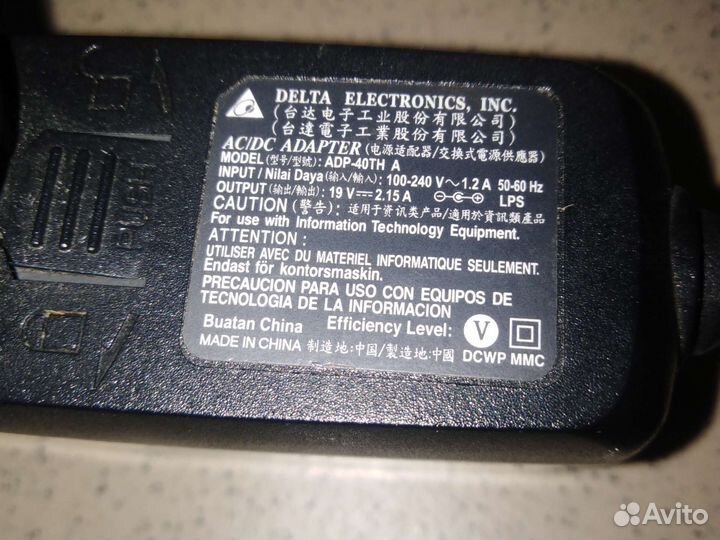 DELTA ELECTRONICS, INC.
(台达电子工业股份有限公司)
(台達電子工業股份有限公司)
AC/DC ADAPTER (电源适配器/交換式電源供應器)
MODEL(型号/型號): ADP-40TH A
INPUT / Nilai Daya(输入/輸入): 100-240 V~1.2 A 50-60 Hz
OUTPUT(输出/輸出): 19 V⎓2.15A LPS
CAUTION (警告): 适用于资讯类产品/適用於資訊類產品
For use with Information Technology Equipment.
ATTENTION :
UTILISER AVEC DU MATERIEL INFORMATIQUE SEULEMENT.
Endast för kontorsmaskin.
PRECAUCION PARA USO CON EQUIPOS DE
TECNOLOGIA DE LA INFORMACION
Buatan China Efficiency Level: V
MADE IN CHINA 制造地:中国/製造地:中國 DCWP MMC
PUSH
Avito